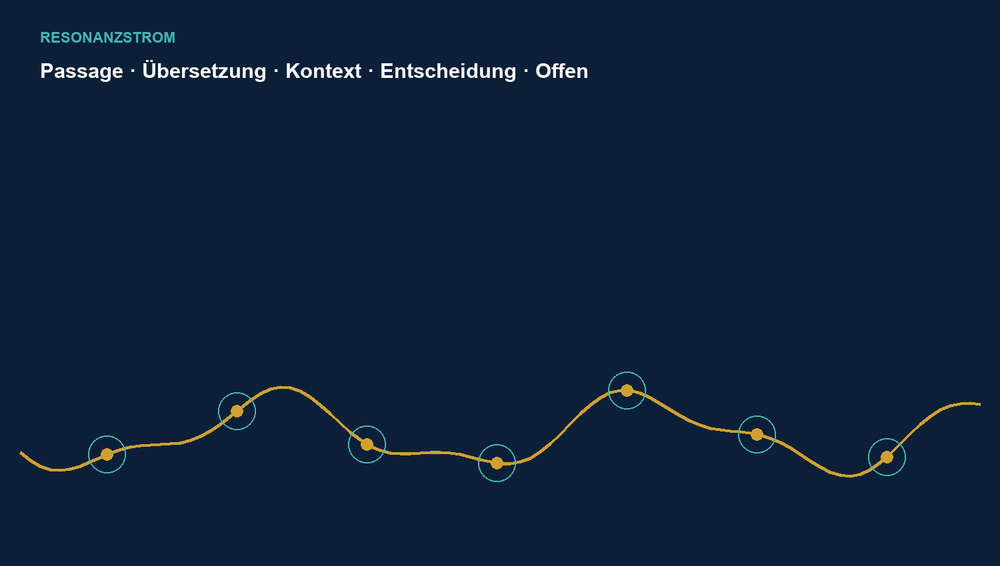 RESONANZSTROM
Passage · Übersetzung · Kontext · Entscheidung · Offen